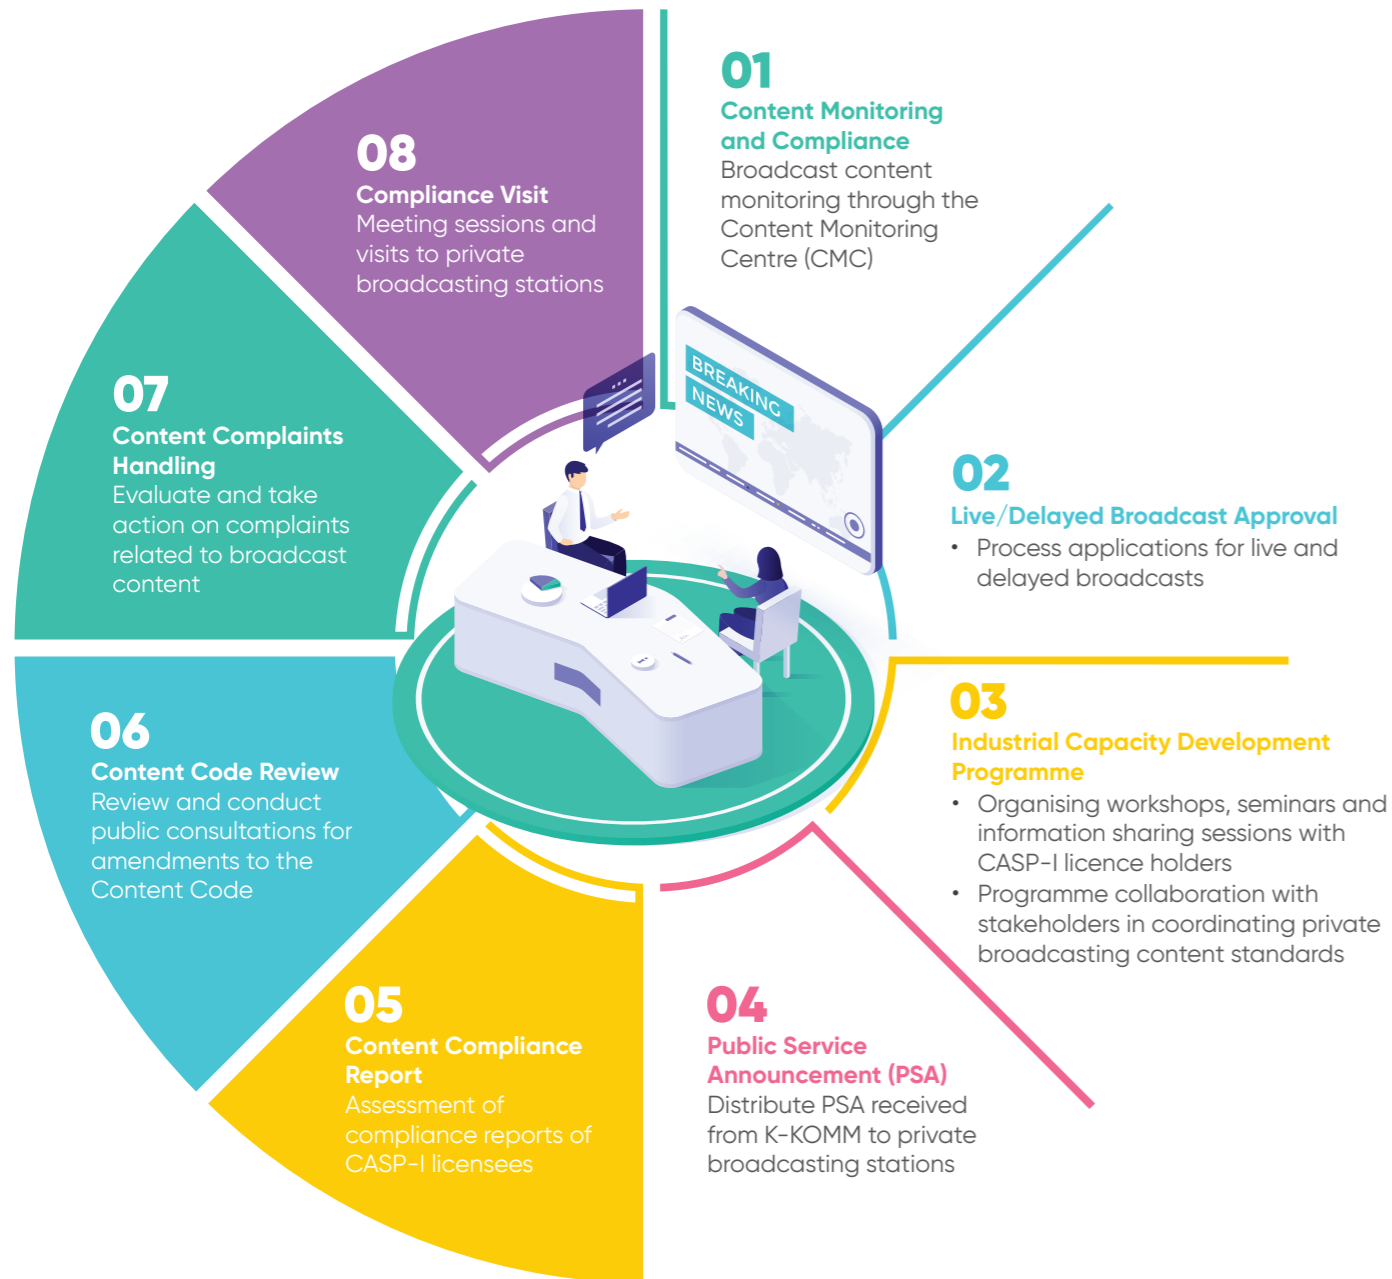 01
Content Monitoring
and Compliance
Broadcast content
monitoring through the
Content Monitoring
Centre (CMC)
02
Live/Delayed Broadcast Approval
• Process applications for live and
delayed broadcasts
03
Industrial Capacity Development
Programme
• Organising workshops, seminars and
information sharing sessions with
CASP-I licence holders
• Programme collaboration with
stakeholders in coordinating private
broadcasting content standards
04
Public Service
Announcement (PSA)
Distribute PSA received
from K-KOMM to private
broadcasting stations
05
Content Compliance
Report
Assessment of
compliance reports of
CASP-I licensees
06
Content Code Review
Review and conduct
public consultations for
amendments to the
Content Code
07
Content Complaints
Handling
Evaluate and take
action on complaints
related to broadcast
content
08
Compliance Visit
Meeting sessions and
visits to private
broadcasting stations
BREAKING
NEWS